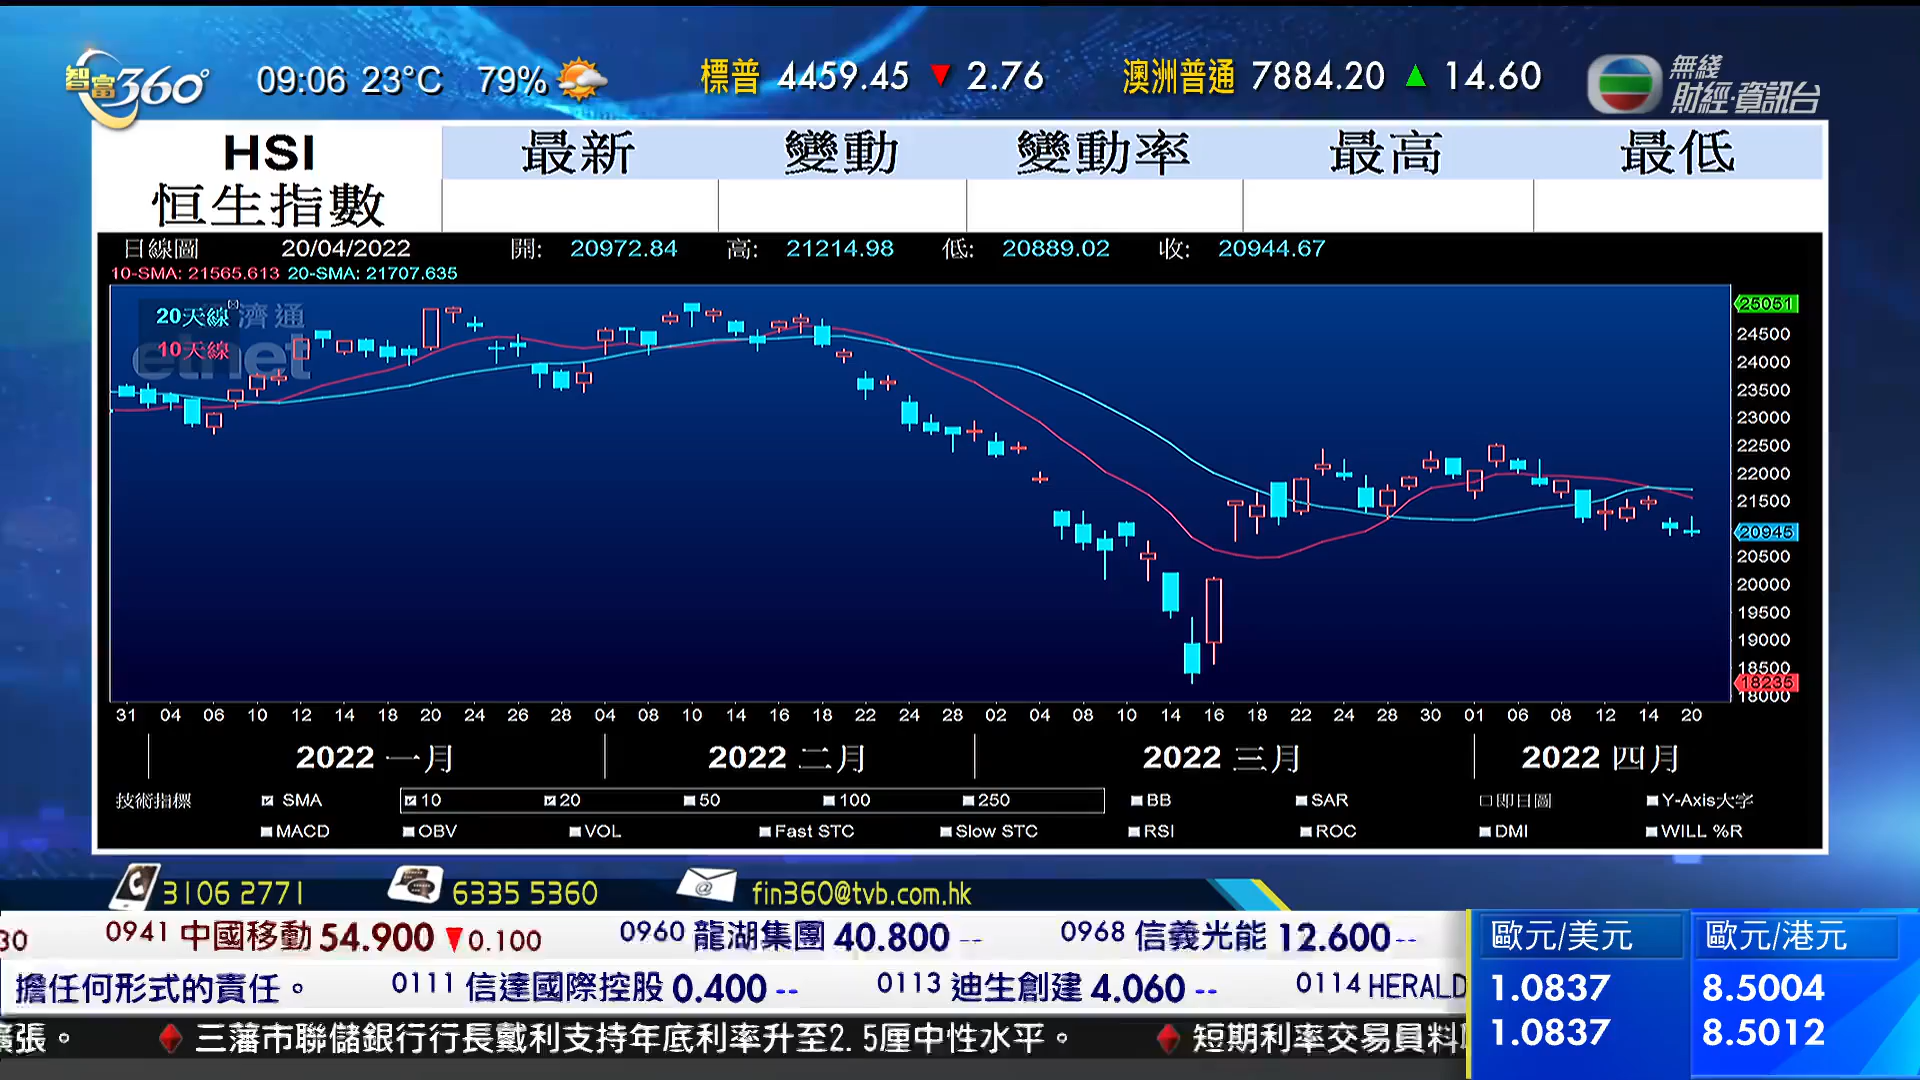 智富360°
09:06 23°C 79%
標普 4459.45 ▼ 2.76 澳洲普通 7884.20 ▲ 14.60
無綫
財經·資訊台
HSI 最新 變動 變動率 最高 最低
恒生指數
日線圖 20/04/2022 開: 20972.84 高: 21214.98 低: 20889.02 收: 20944.67
10-SMA: 21565.613 20-SMA: 21707.635
20天線 濟通
10天線 etnet
25051
24500
24000
23500
23000
22500
22000
21500
20945
20500
20000
19500
19000
18500
18235
18000
31 04 06 10 12 14 18 20 24 26 28 04 08 10 14 16 18 22 24 28 02 04 08 10 14 16 18 22 24 28 30 01 06 08 12 14 20
2022 一月 2022 二月 2022 三月 2022 四月
技術指標 SMA 10 20 50 100 250 BB SAR 即日圖 Y-Axis大字
MACD OBV VOL Fast STC Slow STC RSI ROC DMI WILL %R
3106 2771 6335 5360 fin360@tvb.com.hk
30 0941 中國移動 54.900 ▼ 0.100 0960 龍湖集團 40.800 -- 0968 信義光能 12.600 --
擔任何形式的責任。 0111 信達國際控股 0.400 -- 0113 迪生創建 4.060 -- 0114 HERALD
張。 三藩市聯儲銀行行長戴利支持年底利率升至2.5厘中性水平。 短期利率交易員料
歐元/美元 歐元/港元
1.0837 8.5004
1.0837 8.5012